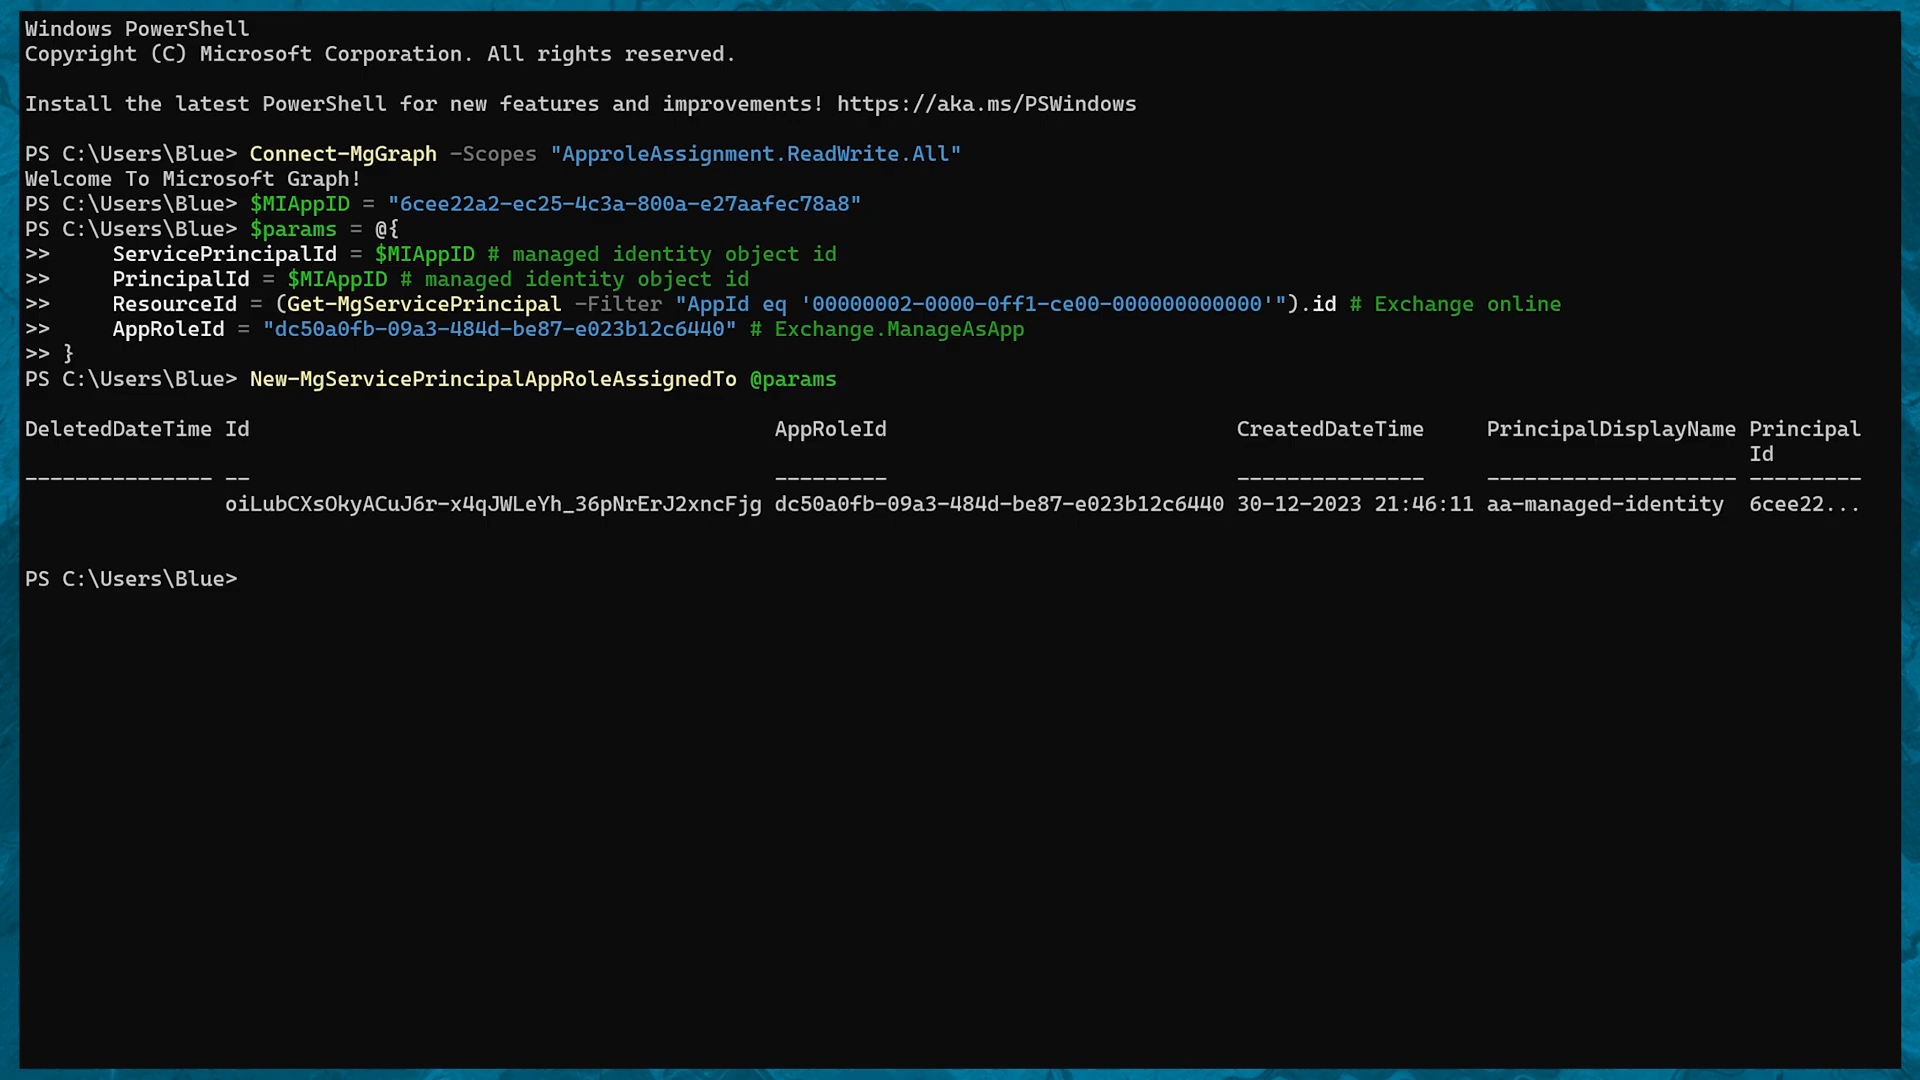 Windows PowerShell
Copyright (C) Microsoft Corporation. All rights reserved.
Install the latest PowerShell for new features and improvements! https://aka.ms/PSWindows
PS C:\Users\Blue> Connect-MgGraph -Scopes "ApproleAssignment.ReadWrite.All"
Welcome To Microsoft Graph!
PS C:\Users\Blue> $MIAppID = "6cee22a2-ec25-4c3a-800a-e27aafec78a8"
PS C:\Users\Blue> $params = @{
>>     ServicePrincipalId = $MIAppID # managed identity object id
>>     PrincipalId = $MIAppID # managed identity object id
>>     ResourceId = (Get-MgServicePrincipal -Filter "AppId eq '00000002-0000-0ff1-ce00-000000000000'").id # Exchange online
>>     AppRoleId = "dc50a0fb-09a3-484d-be87-e023b12c6440" # Exchange.ManageAsApp
>> }
PS C:\Users\Blue> New-MgServicePrincipalAppRoleAssignedTo @params
DeletedDateTime Id                                          AppRoleId                            CreatedDateTime     PrincipalDisplayName Principal
Id
--------------- --                                          ---------                            ---------------     -------------------- ---------
oiLubCXsOkyACuJ6r-x4qJWLeYh_36pNrErJ2xncFjg dc50a0fb-09a3-484d-be87-e023b12c6440 30-12-2023 21:46:11 aa-managed-identity  6cee22...
PS C:\Users\Blue>